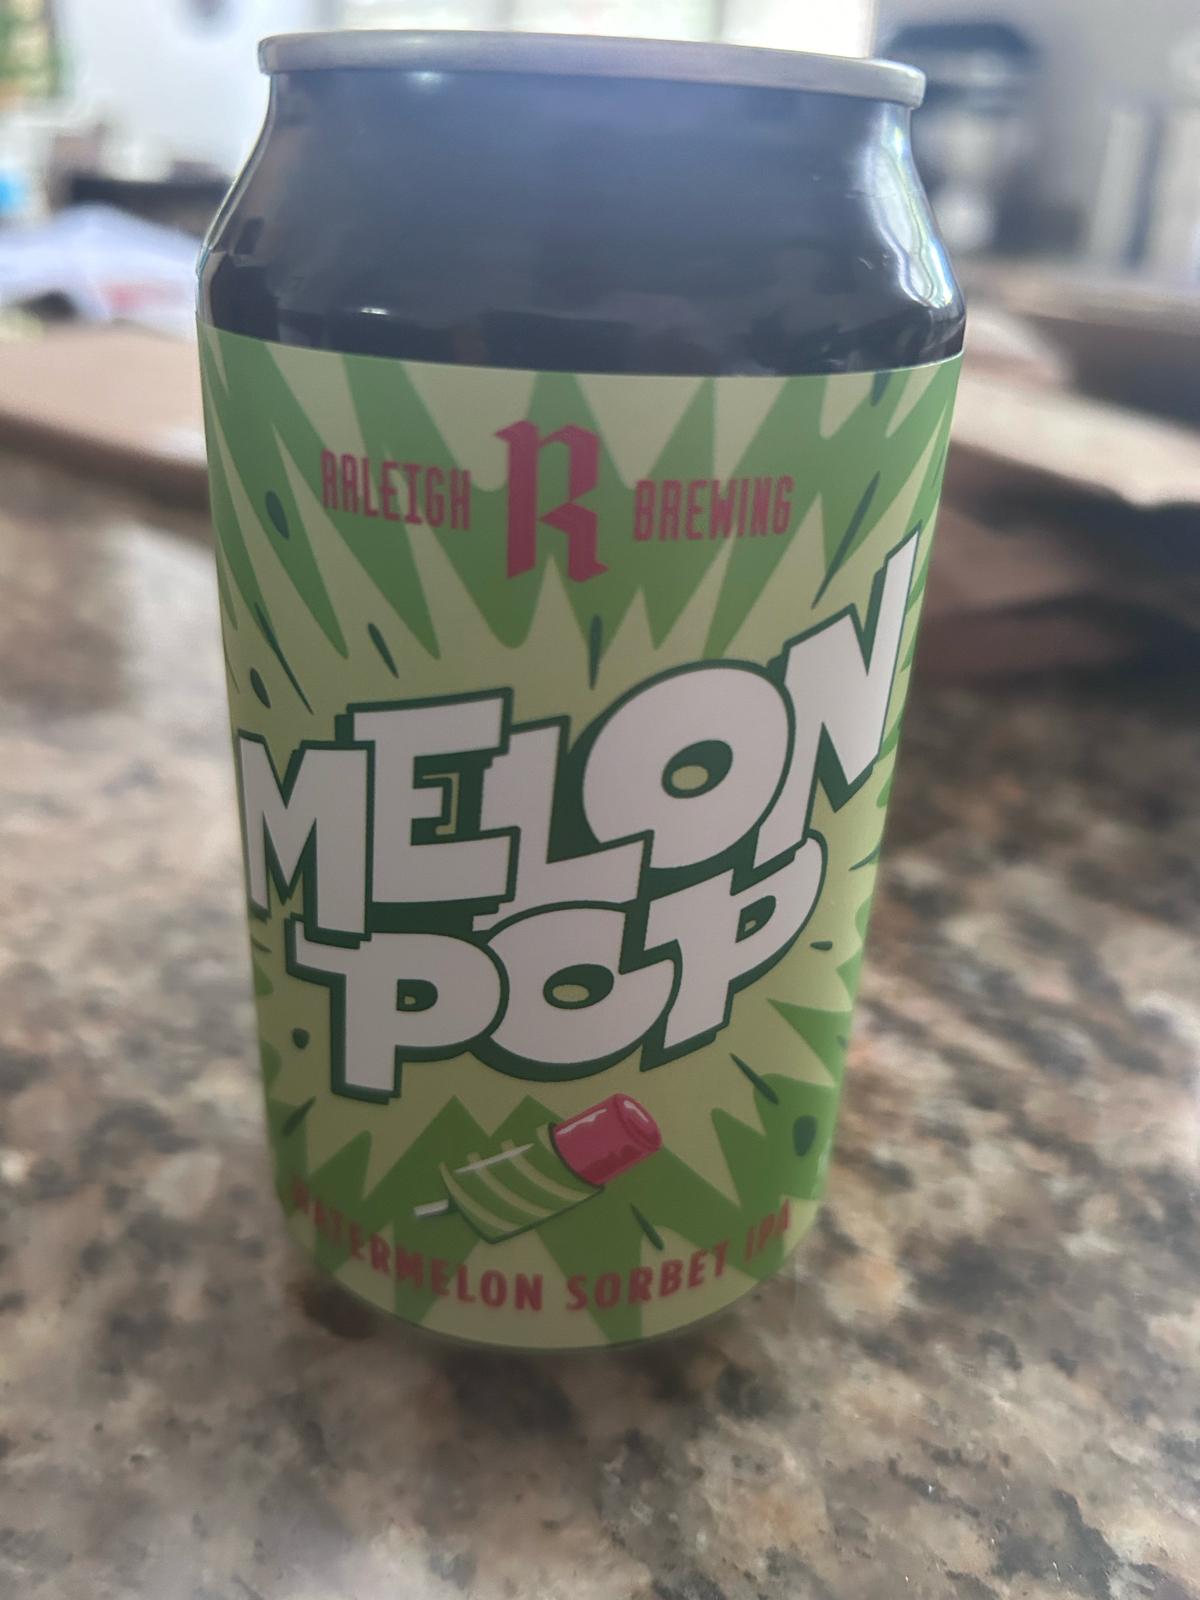 RALEIGH R BREWING
MELON
POP
WATERMELON SORBET IPA